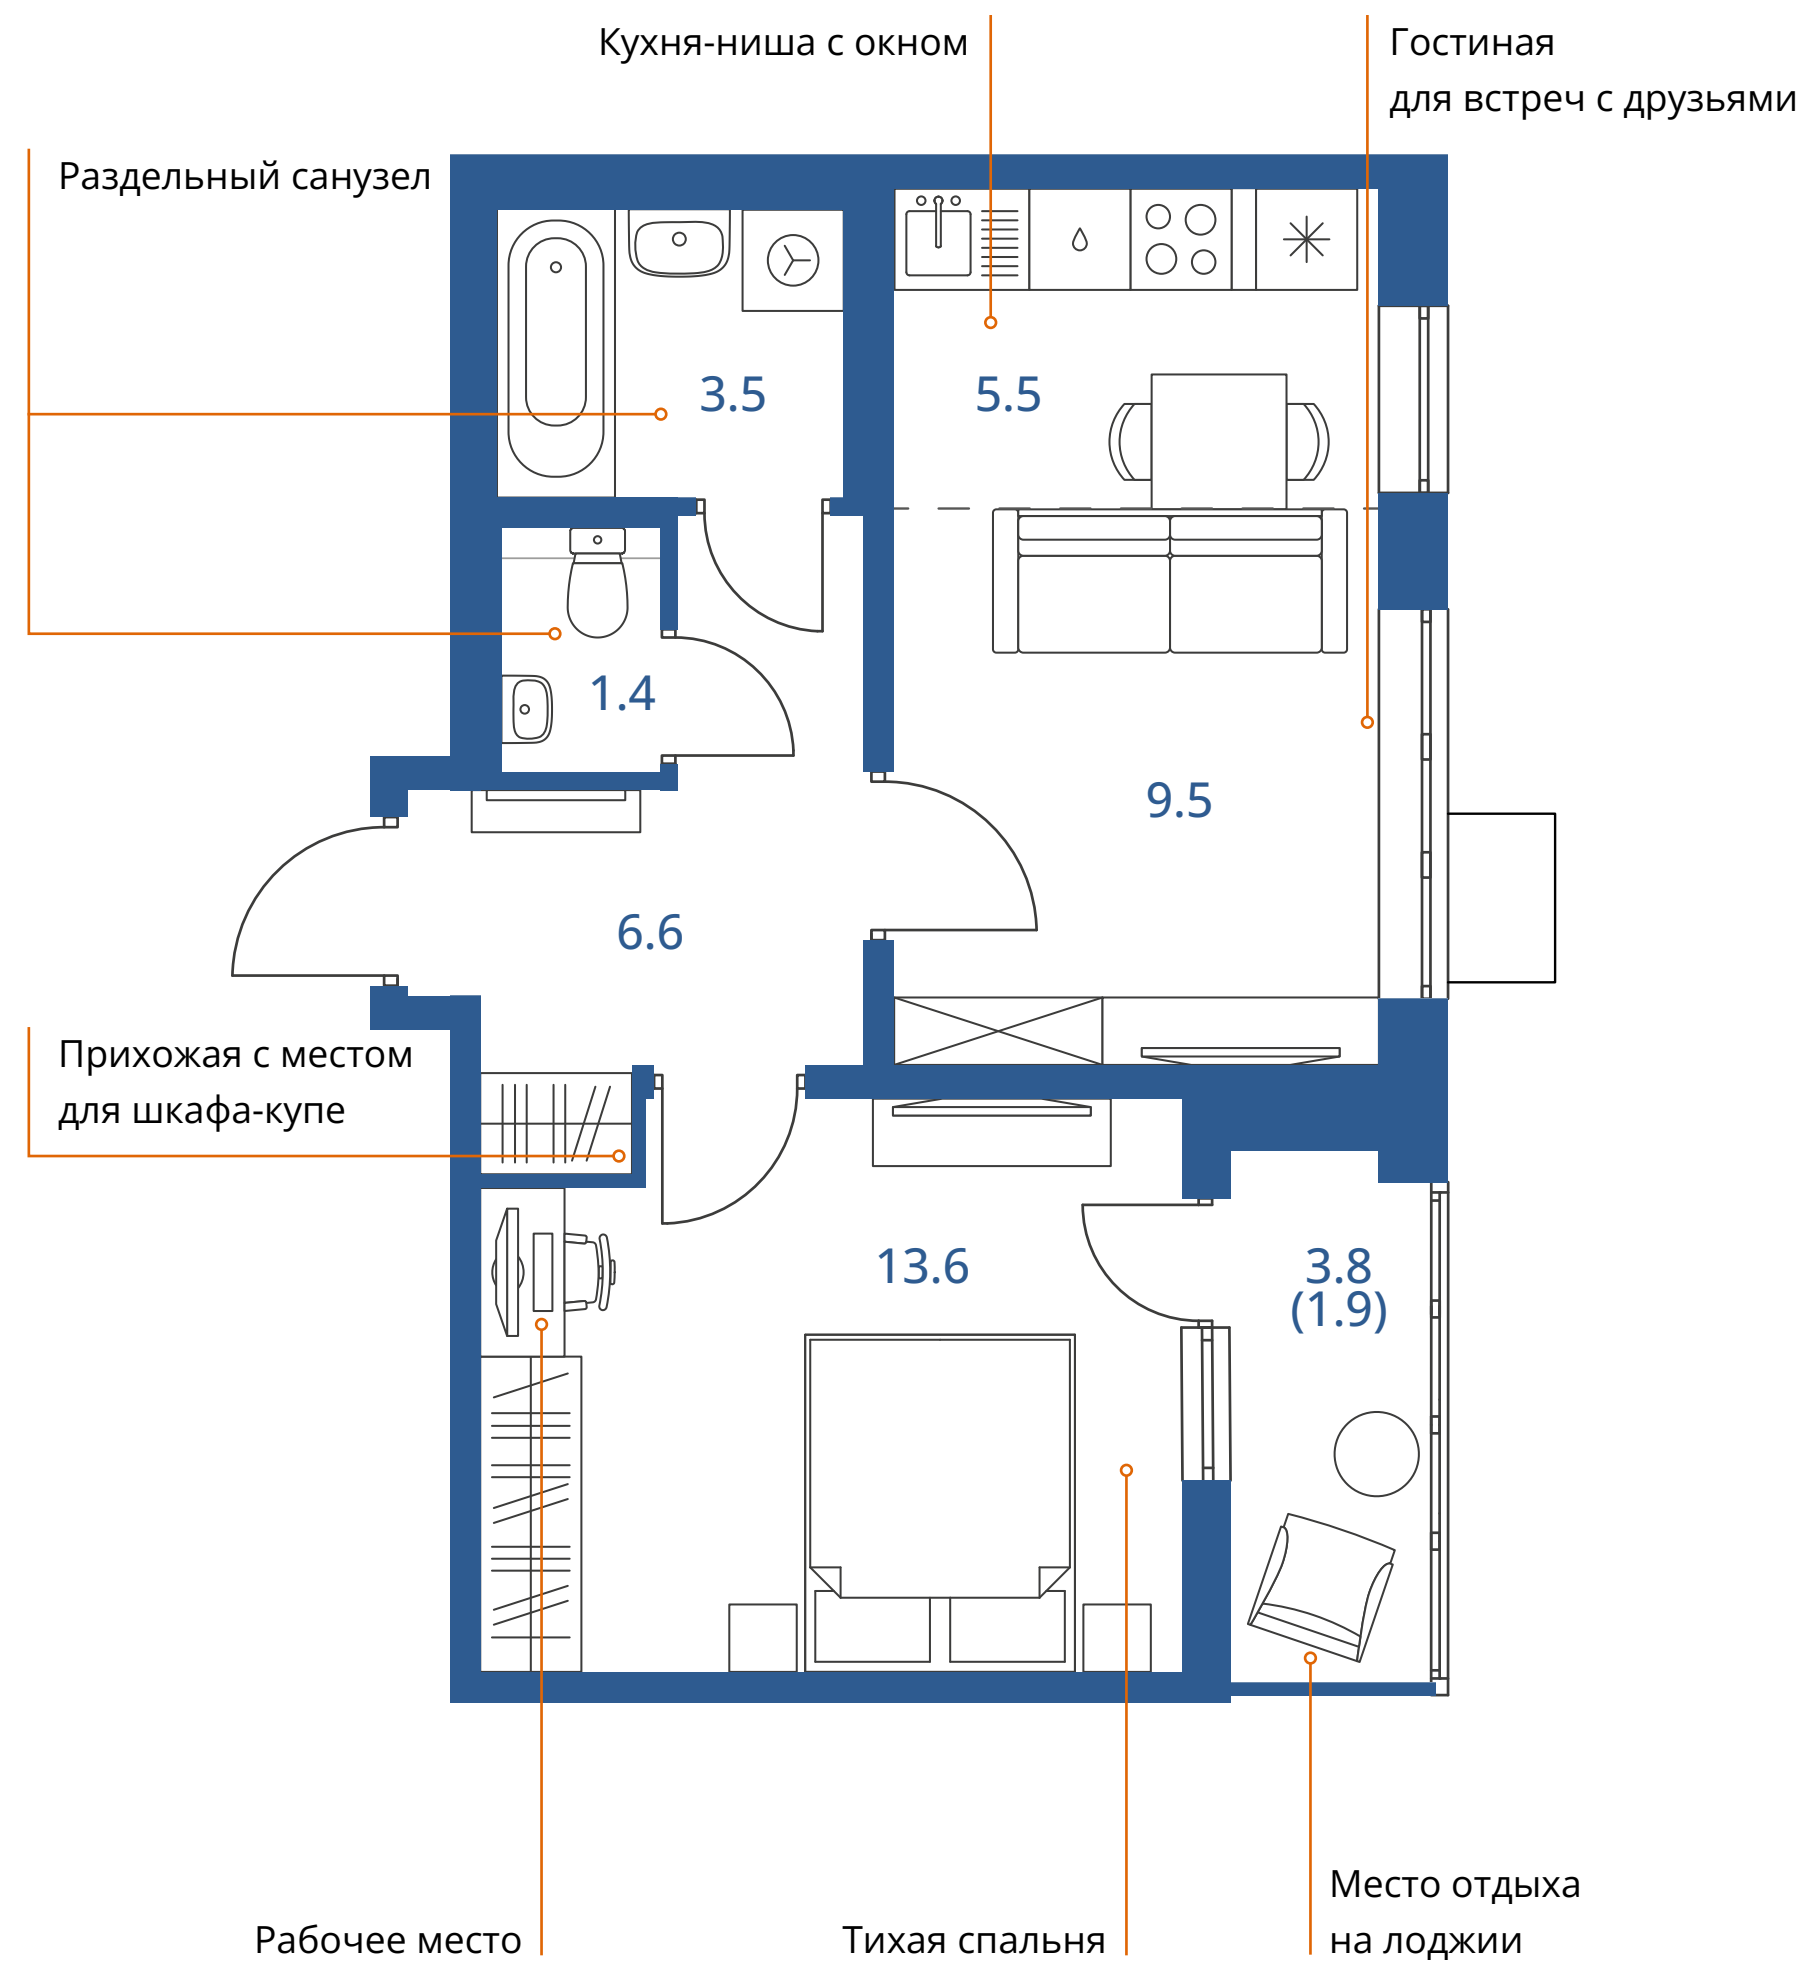 Кухня-ниша с окном
Гостиная
для встреч с друзьями
Раздельный санузел
3.5
5.5
1.4
9.5
6.6
Прихожая с местом
для шкафа-купе
13.6
3.8
(1.9)
Рабочее место
Тихая спальня
Место отдыха
на лоджии